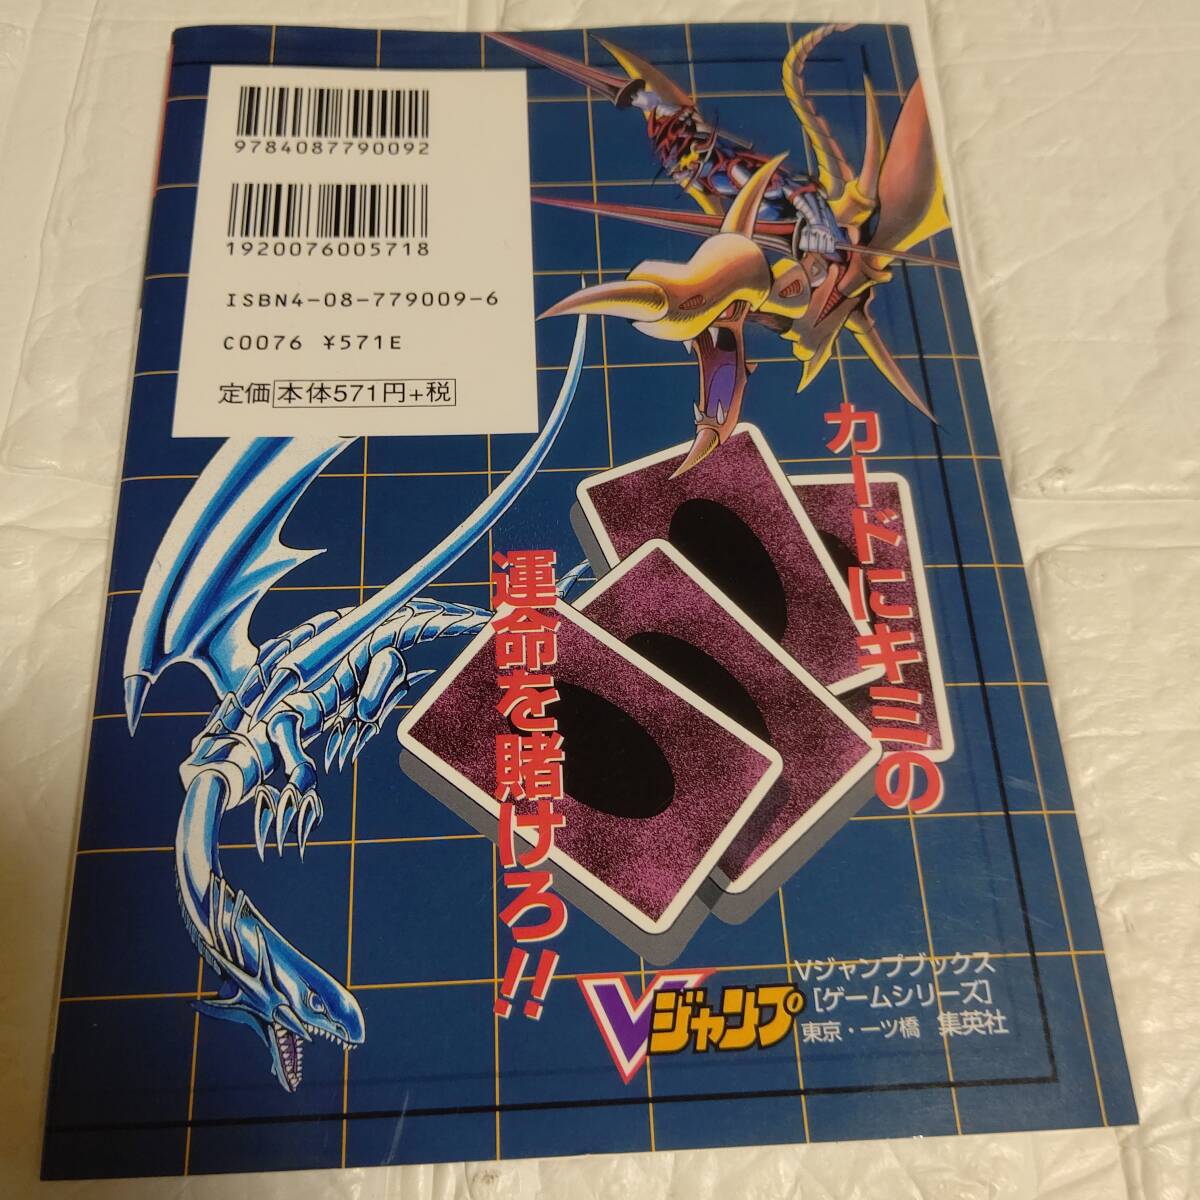 9784087790092
1920076005718
ISBN4-08-779009-6
C0076 ¥571E
定価 本体571円+税
カードにキミの
運命を賭けろ!!
Vジャンプ
Vジャンプブックス
[ゲームシリーズ]
東京・一ツ橋 集英社